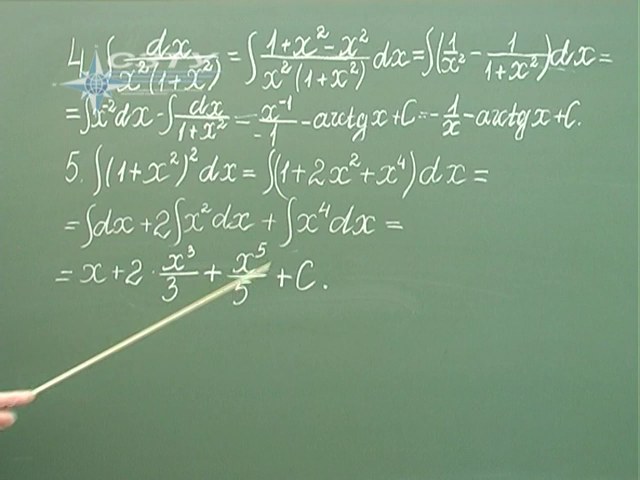 4. ∫ dx / x²(1+x²) = ∫ (1+x²-x²) / x²(1+x²) dx = ∫(1/x² - 1/(1+x²))dx =
= ∫x⁻²dx - ∫ dx/(1+x²) = x⁻¹/-1 - arctg x + C = -1/x - arctg x + C.
5. ∫(1+x²)²dx = ∫(1+2x²+x⁴)dx =
= ∫dx + 2∫x²dx + ∫x⁴dx =
= x + 2 · x³/3 + x⁵/5 + C.